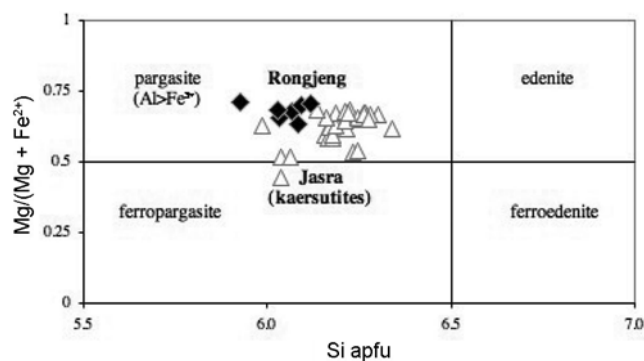 1
pargasite Rongjeng edenite
(Al>Fe³⁺)
0.75
Mg/(Mg + Fe²⁺)
0.5
Jasra
(kaersutites)
ferropargasite ferroedenite
0.25
0
5.5 6.0 6.5 7.0
Si apfu